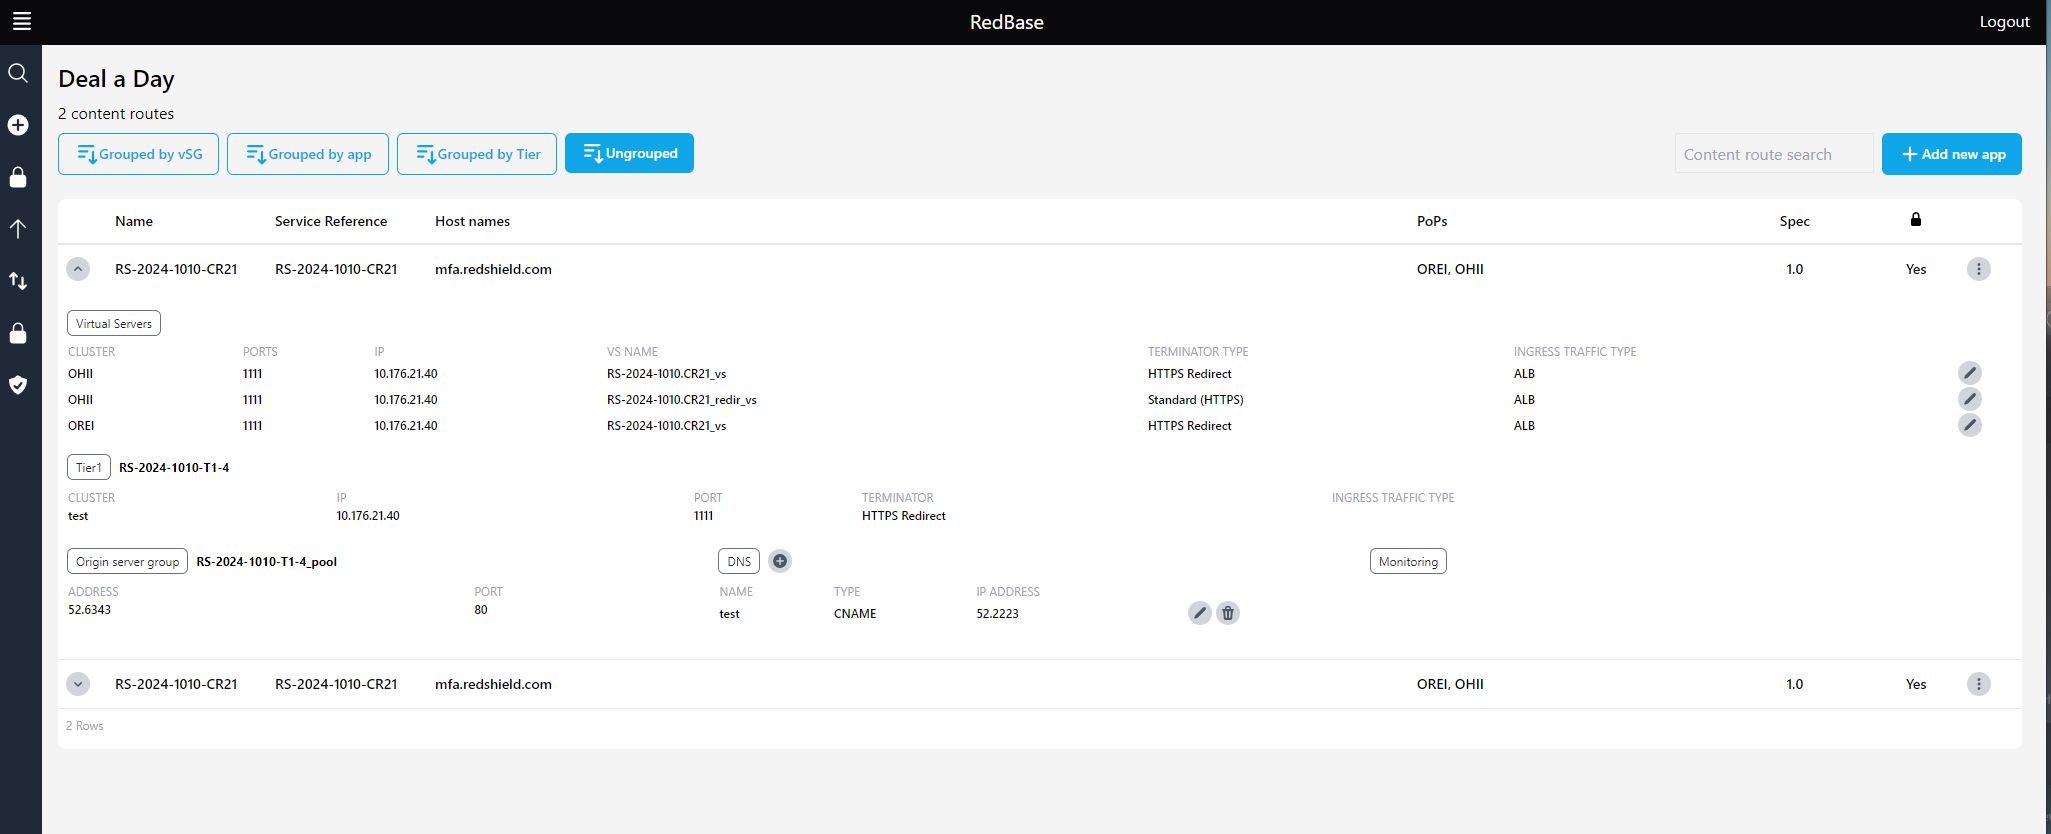 RedBase
Logout
Deal a Day
2 content routes
Grouped by vSG
Grouped by app
Grouped by Tier
Ungrouped
Content route search
Add new app
Name Service Reference Host names PoPs Spec
RS-2024-1010-CR21 RS-2024-1010-CR21 mfa.redshield.com OREI, OHII 1.0 Yes
Virtual Servers
CLUSTER PORTS IP VS NAME TERMINATOR TYPE INGRESS TRAFFIC TYPE
OHII 1111 10.176.21.40 RS-2024-1010.CR21_vs HTTPS Redirect ALB
OHII 1111 10.176.21.40 RS-2024-1010.CR21_redir_vs Standard (HTTPS) ALB
OREI 1111 10.176.21.40 RS-2024-1010.CR21_vs HTTPS Redirect ALB
Tier1 RS-2024-1010-T1-4
CLUSTER IP PORT TERMINATOR INGRESS TRAFFIC TYPE
test 10.176.21.40 1111 HTTPS Redirect
Origin server group RS-2024-1010-T1-4_pool DNS Monitoring
ADDRESS PORT NAME TYPE IP ADDRESS
52.6343 80 test CNAME 52.2223
RS-2024-1010-CR21 RS-2024-1010-CR21 mfa.redshield.com OREI, OHII 1.0 Yes
2 Rows